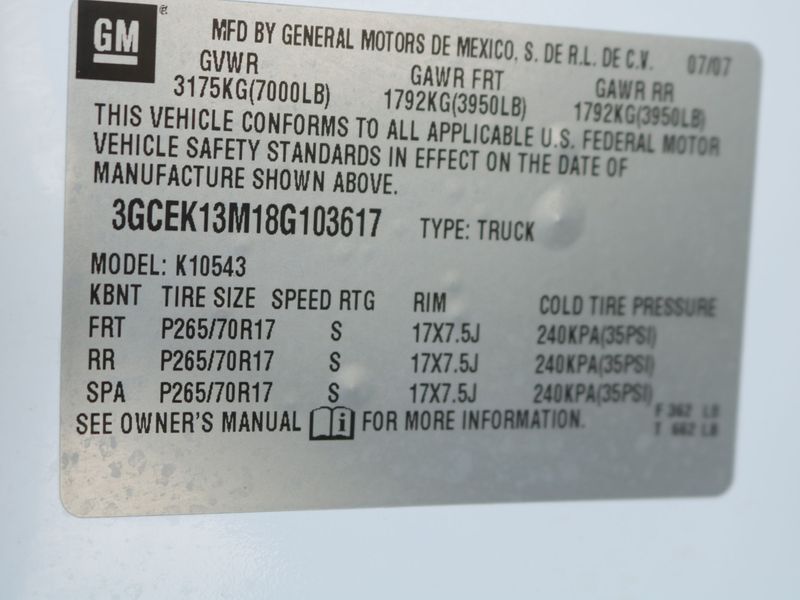 GM
MFD BY GENERAL MOTORS DE MEXICO, S. DE R.L. DE C.V. 07/07
GVWR GAWR FRT GAWR RR
3175KG(7000LB) 1792KG(3950LB) 1792KG(3950LB)
THIS VEHICLE CONFORMS TO ALL APPLICABLE U.S. FEDERAL MOTOR
VEHICLE SAFETY STANDARDS IN EFFECT ON THE DATE OF
MANUFACTURE SHOWN ABOVE.
3GCEK13M18G103617 TYPE: TRUCK
MODEL: K10543
KBNT TIRE SIZE SPEED RTG RIM COLD TIRE PRESSURE
FRT P265/70R17 S 17X7.5J 240KPA(35PSI)
RR P265/70R17 S 17X7.5J 240KPA(35PSI)
SPA P265/70R17 S 17X7.5J 240KPA(35PSI)
SEE OWNER'S MANUAL i FOR MORE INFORMATION.
F 362 LB
T 662 LB